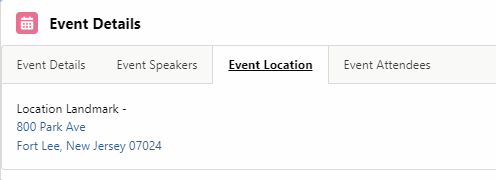 Event Details
Event Details Event Speakers Event Location Event Attendees
Location Landmark -
800 Park Ave
Fort Lee, New Jersey 07024